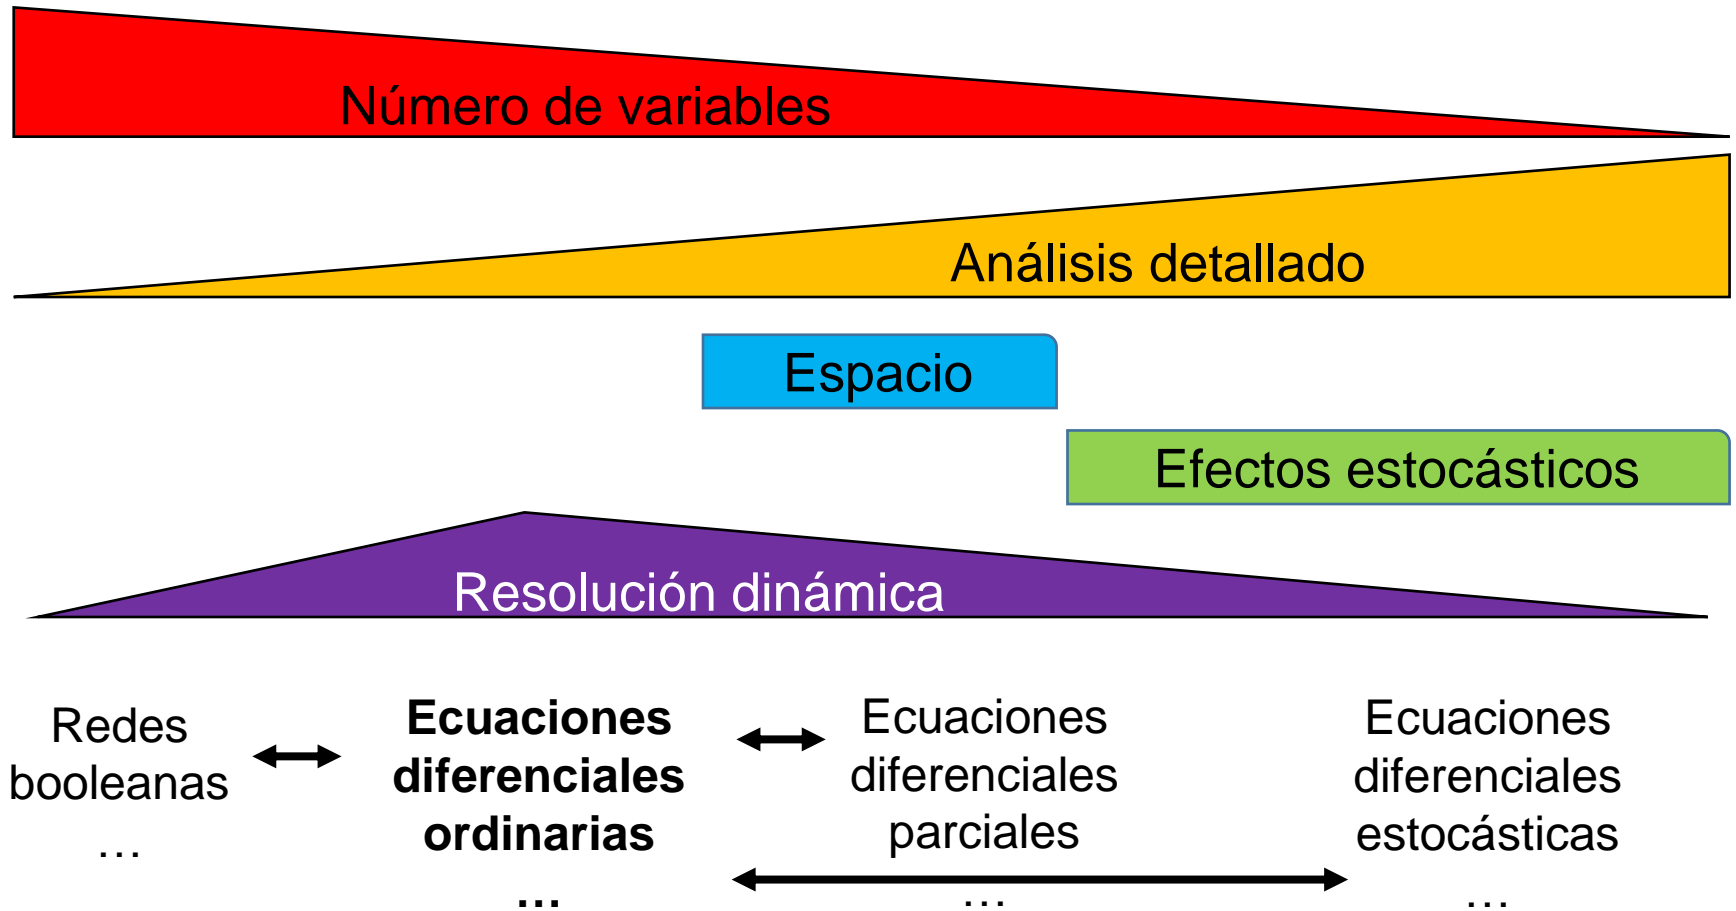 Número de variables
Análisis detallado
Espacio
Efectos estocásticos
Resolución dinámica
Redes
booleanas
…
Ecuaciones
diferenciales
ordinarias
…
Ecuaciones
diferenciales
parciales
…
Ecuaciones
diferenciales
estocásticas
…